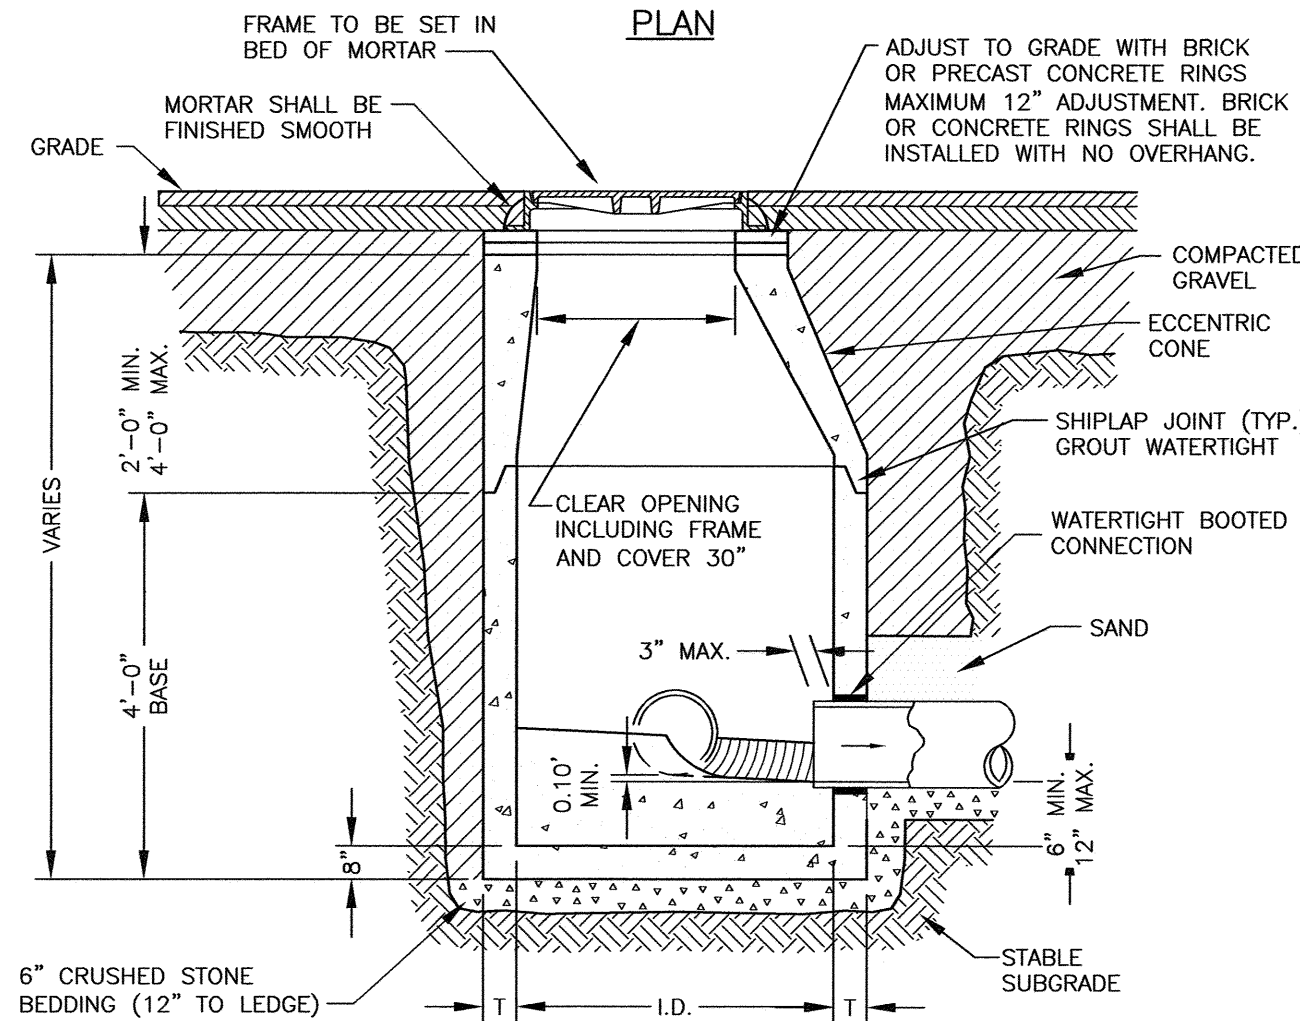 PLAN
FRAME TO BE SET IN
BED OF MORTAR
MORTAR SHALL BE
FINISHED SMOOTH
GRADE
ADJUST TO GRADE WITH BRICK
OR PRECAST CONCRETE RINGS
MAXIMUM 12" ADJUSTMENT. BRICK
OR CONCRETE RINGS SHALL BE
INSTALLED WITH NO OVERHANG.
COMPACTED
GRAVEL
ECCENTRIC
CONE
SHIPLAP JOINT (TYP.)
GROUT WATERTIGHT
WATERTIGHT BOOTED
CONNECTION
SAND
VARIES
2'-0" MIN.
4'-0" MAX.
4'-0"
BASE
8"
CLEAR OPENING
INCLUDING FRAME
AND COVER 30"
3" MAX.
0.10'
MIN.
6" MIN.
12" MAX.
STABLE
SUBGRADE
6" CRUSHED STONE
BEDDING (12" TO LEDGE)
T
I.D.
T